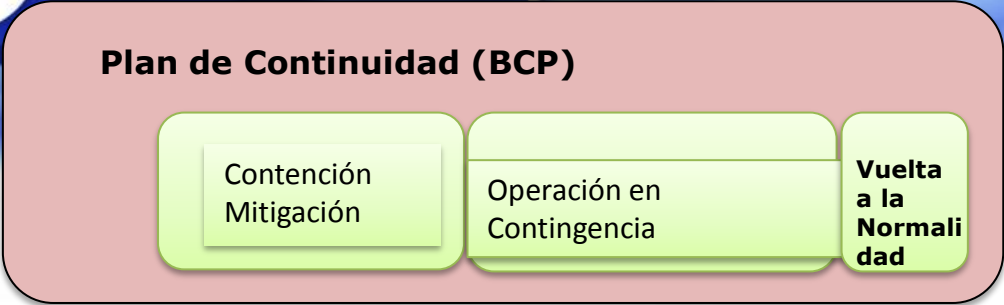 Plan de Continuidad (BCP)
Contención
Mitigación
Operación en
Contingencia
Vuelta
a la
Normali
dad